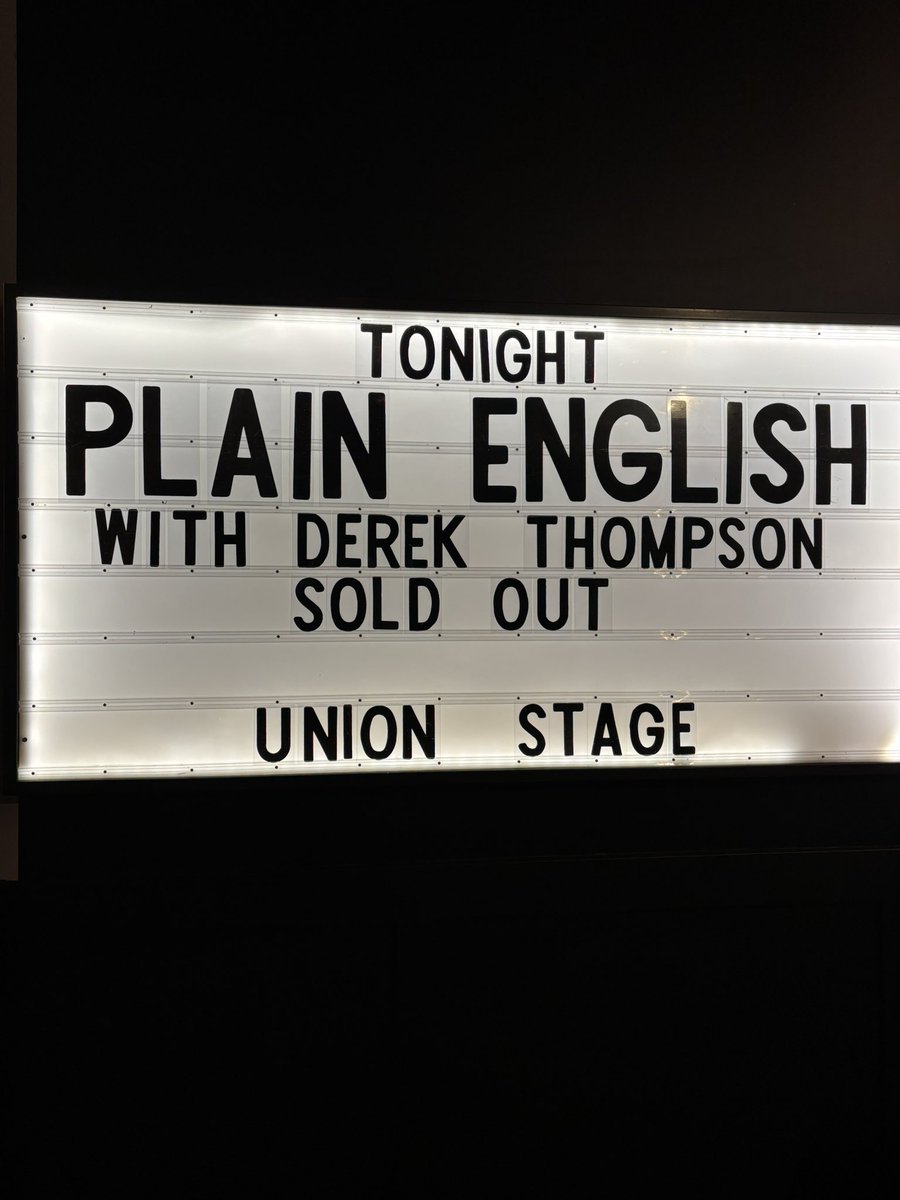 TONIGHT
PLAIN ENGLISH
WITH DEREK THOMPSON
SOLD OUT
UNION STAGE